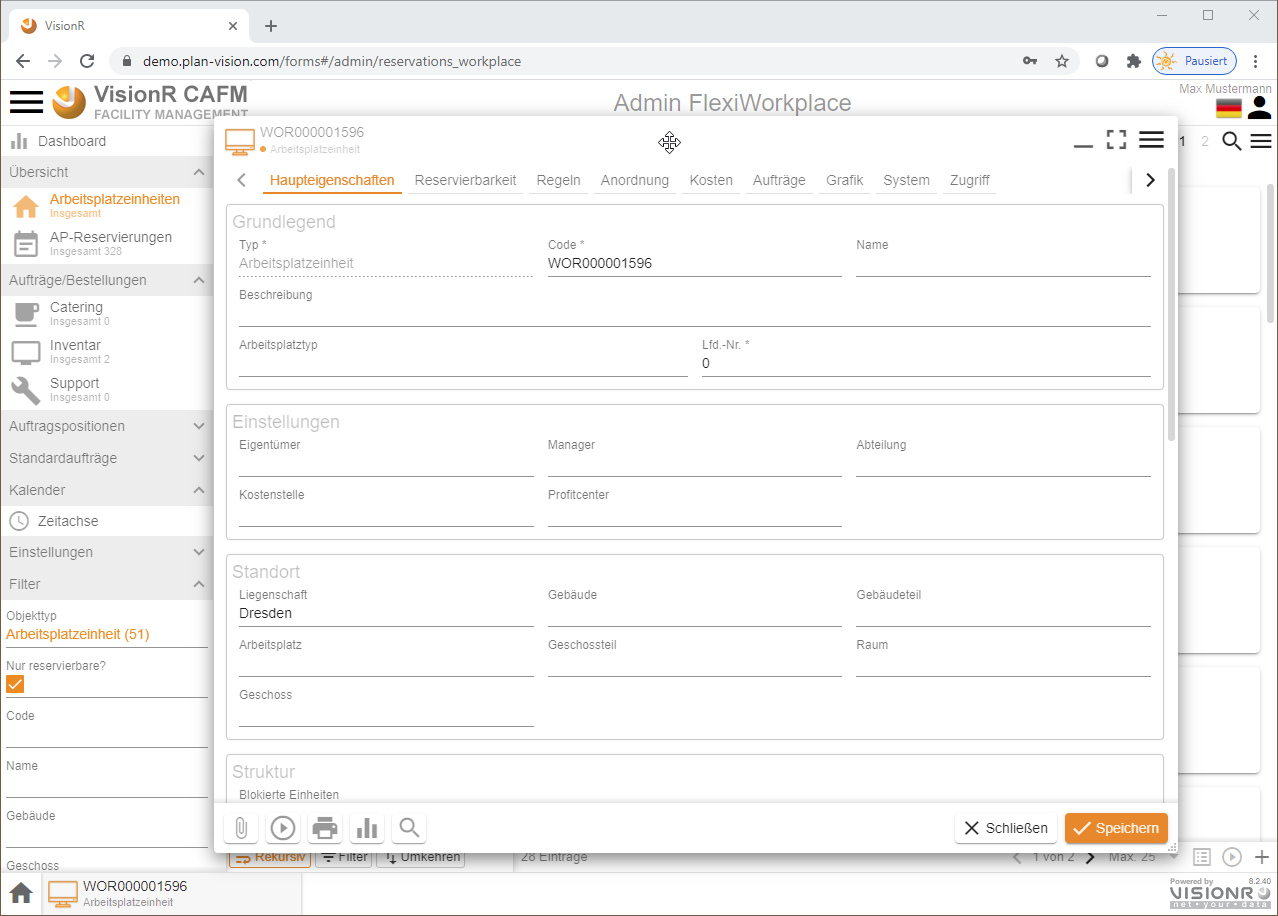 VisionR
demo.plan-vision.com/forms#/admin/reservations_workplace
Pausiert
VisionR CAFM
FACILITY MANAGEMENT
Admin FlexiWorkplace
Max Mustermann
Dashboard
Übersicht
Arbeitsplatzeinheiten
Insgesamt
AP-Reservierungen
Insgesamt 328
Aufträge/Bestellungen
Catering
Insgesamt 0
Inventar
Insgesamt 2
Support
Insgesamt 0
Auftragspositionen
Standardaufträge
Kalender
Zeitachse
Einstellungen
Filter
Objekttyp
Arbeitsplatzeinheit (51)
Nur reservierbare?
Code
Name
Gebäude
Geschoss
WOR000001596
Arbeitsplatzeinheit
1 2
Haupteigenschaften Reservierbarkeit Regeln Anordnung Kosten Aufträge Grafik System Zugriff
Grundlegend
Typ * Code * Name
Arbeitsplatzeinheit WOR000001596
Beschreibung
Arbeitsplatztyp Lfd.-Nr. *
0
Einstellungen
Eigentümer Manager Abteilung
Kostenstelle Profitcenter
Standort
Liegenschaft Gebäude Gebäudeteil
Dresden
Arbeitsplatz Geschossteil Raum
Geschoss
Struktur
Blokierte Einheiten
Schließen Speichern
Rekursiv Filter Umkehren 28 Einträge 1 von 2 Max. 25
WOR000001596
Arbeitsplatzeinheit
Powered by 8.2.40
VISIONR
net • your • data